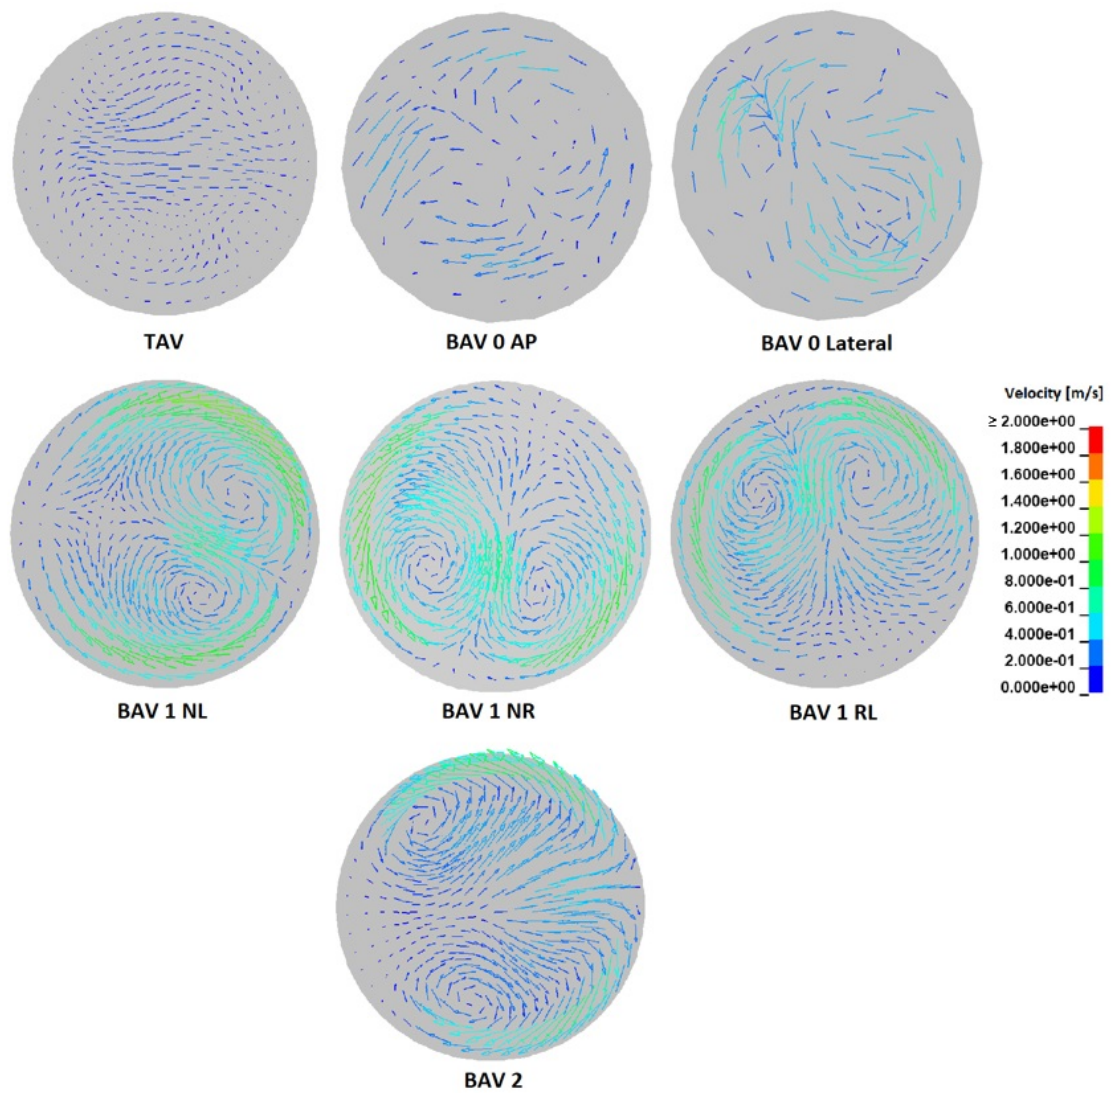 TAV
BAV 0 AP
BAV 0 Lateral
Velocity [m/s]
≥ 2.000e+00
1.800e+00
1.600e+00
1.400e+00
1.200e+00
1.000e+00
8.000e-01
6.000e-01
4.000e-01
2.000e-01
0.000e+00
BAV 1 NL
BAV 1 NR
BAV 1 RL
BAV 2